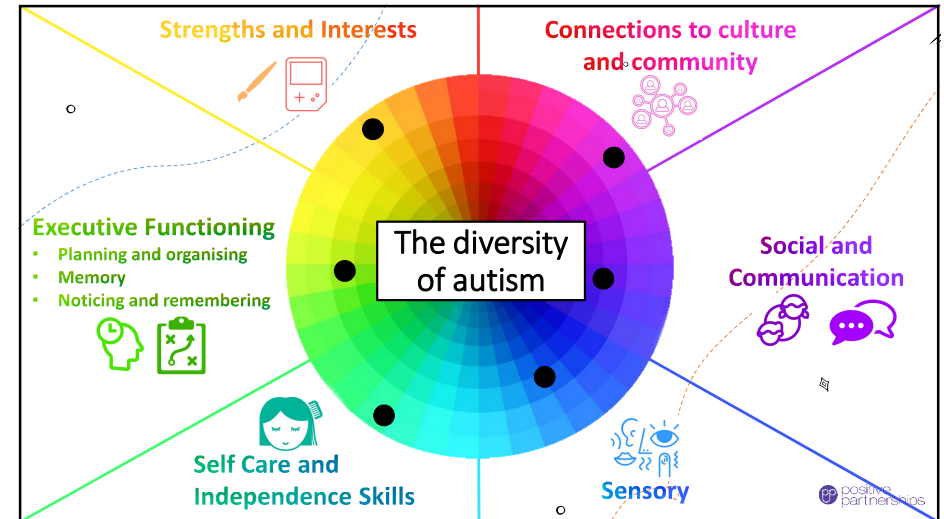 Strengths and Interests
Connections to culture
and community
Executive Functioning
• Planning and organising
• Memory
• Noticing and remembering
The diversity
of autism
Social and
Communication
Self Care and
Independence Skills
Sensory
positive
partnerships